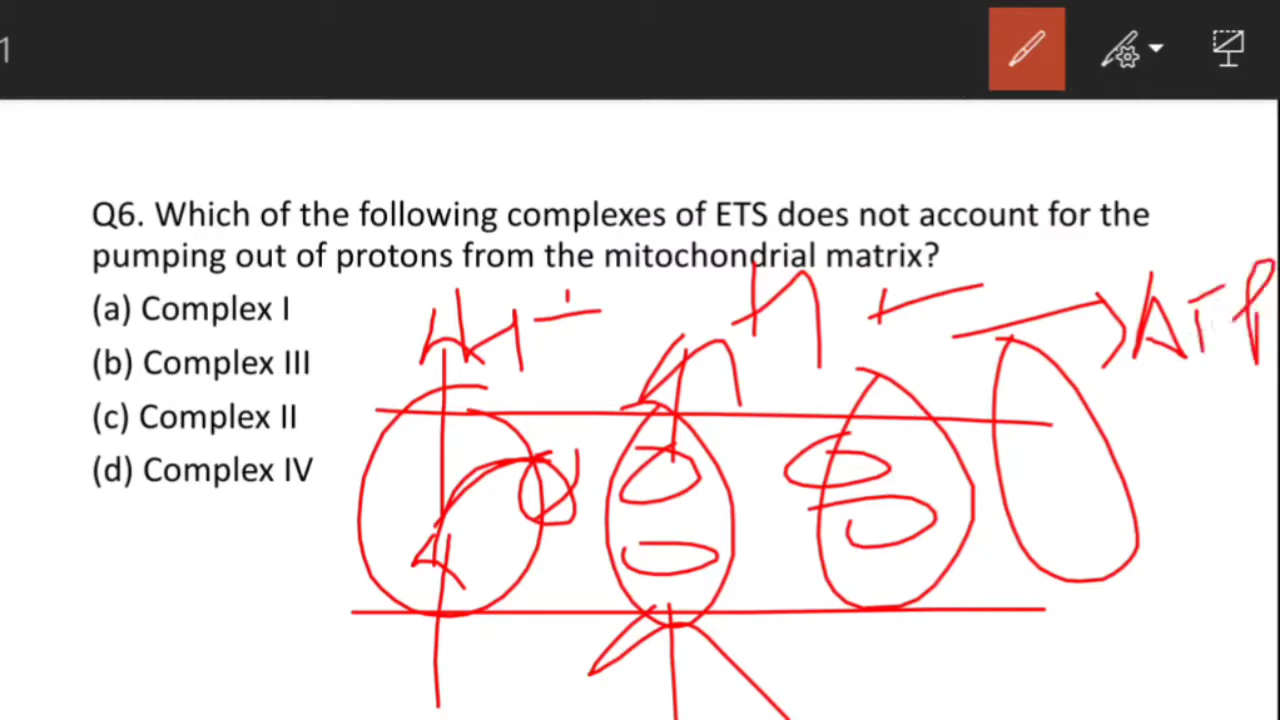 1
Q6. Which of the following complexes of ETS does not account for the
pumping out of protons from the mitochondrial matrix?
(a) Complex I
(b) Complex III
(c) Complex II
(d) Complex IV
ATP